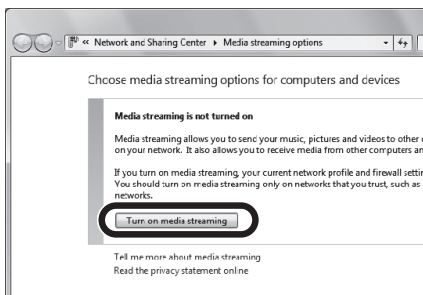 « Network and Sharing Center ▸ Media streaming options
Choose media streaming options for computers and devices
Media streaming is not turned on
Media streaming allows you to send your music, pictures and videos to other
on your network. It also allows you to receive media from other computers
If you turn on media streaming, your current network profile and firewall
You should turn on media streaming only on networks that you trust, such as
networks.
Turn on media streaming
Tell me more about media streaming
Read the privacy statement online